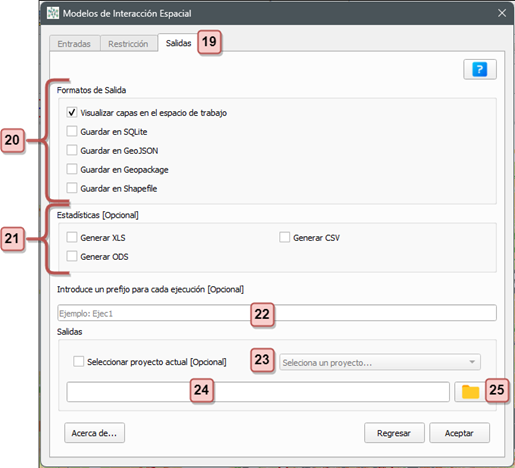 Modelos de Interacción Espacial
Entradas Restricción Salidas 19
?
Formatos de Salida
20
Visualizar capas en el espacio de trabajo
Guardar en SQLite
Guardar en GeoJSON
Guardar en Geopackage
Guardar en Shapefile
Estadísticas [Opcional]
21
Generar XLS Generar CSV
Generar ODS
Introduce un prefijo para cada ejecución [Opcional]
Ejemplo: Ejec1 22
Salidas
Seleccionar proyecto actual [Opcional] 23 Seleciona un proyecto...
24 25
Acerca de... Regresar Aceptar